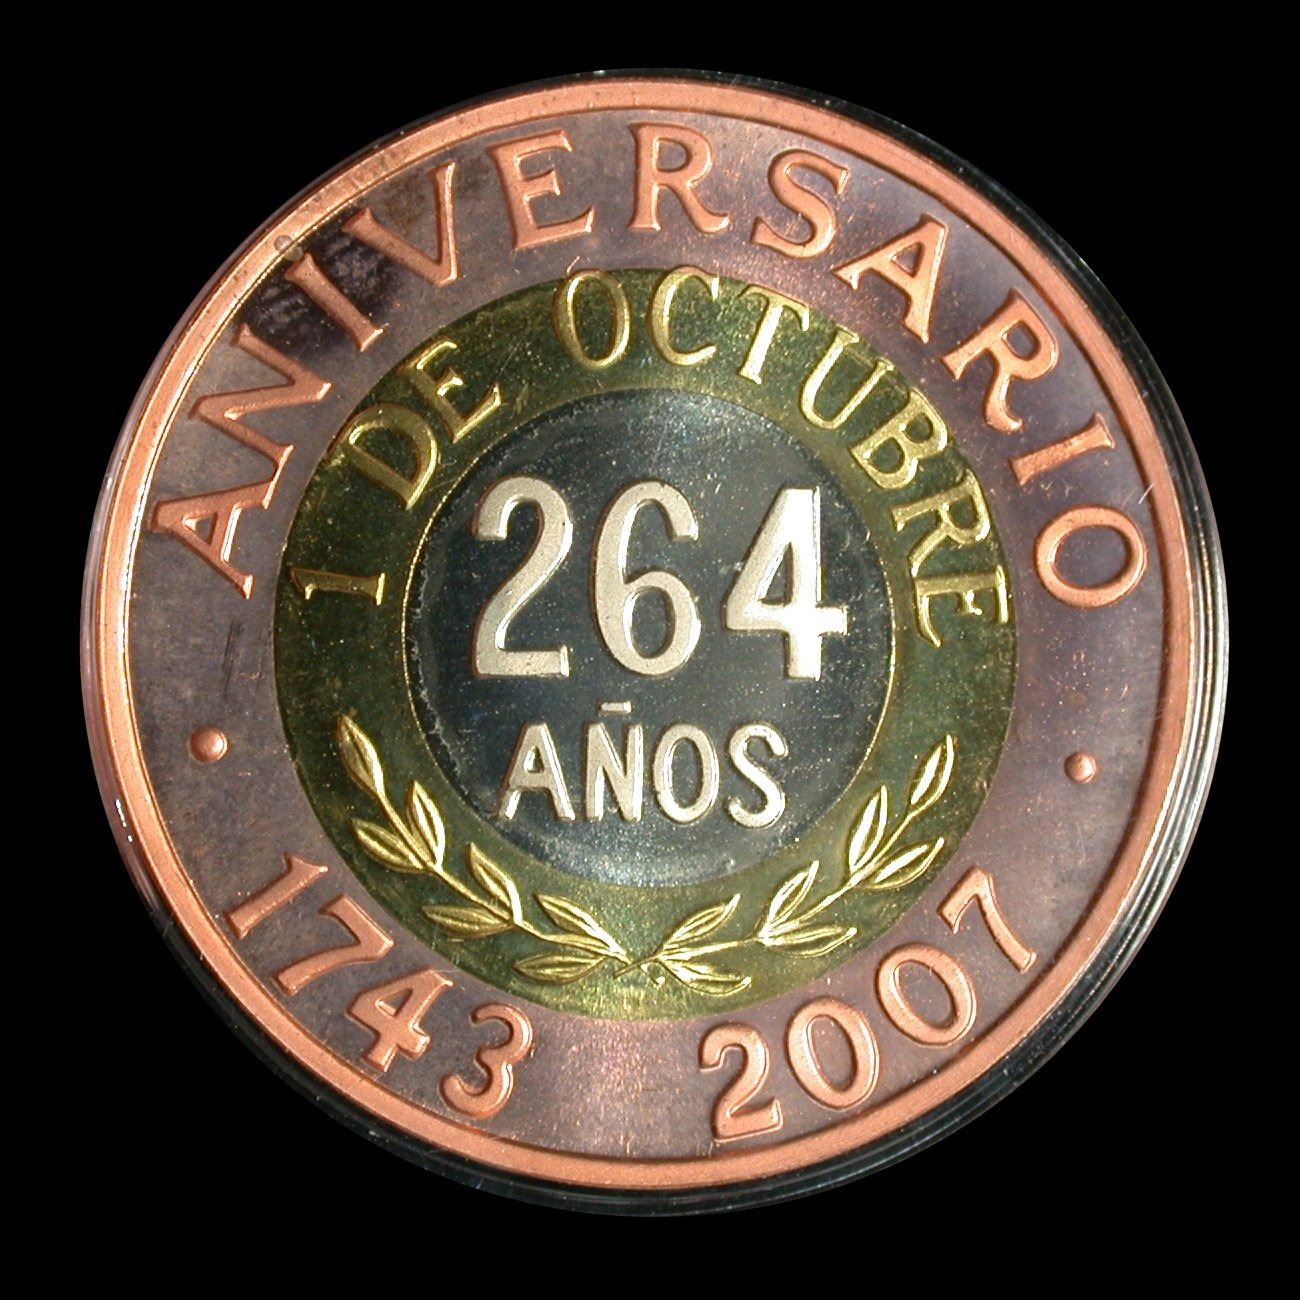 ANIVERSARIO
1 DE OCTUBRE
264
AÑOS
· 1743 2007 ·